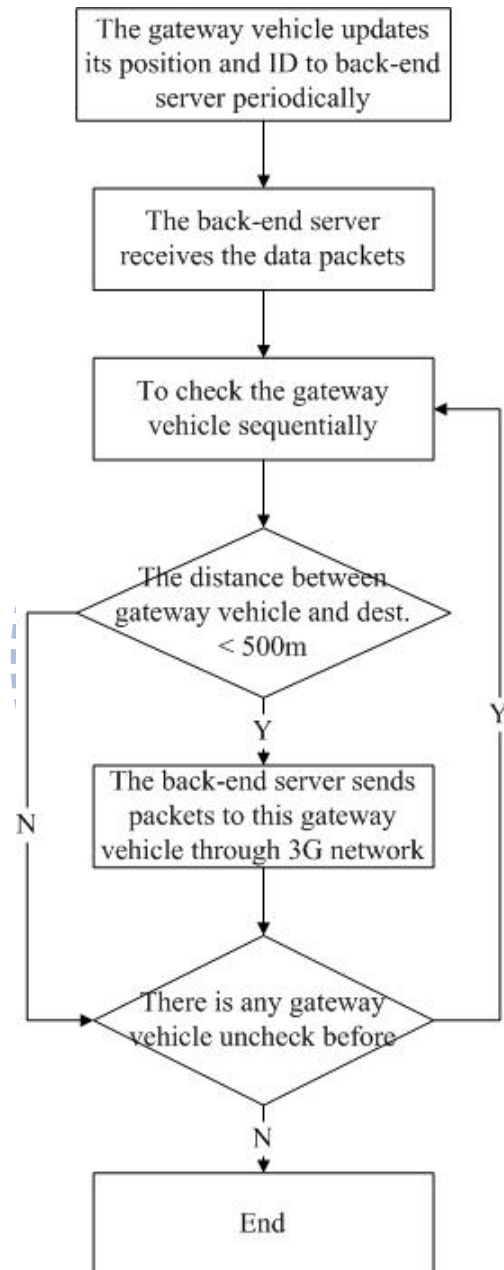 The gateway vehicle updates
its position and ID to back-end
server periodically
The back-end server
receives the data packets
To check the gateway
vehicle sequentially
The distance between
gateway vehicle and dest.
< 500m
Y
Y
The back-end server sends
packets to this gateway
vehicle through 3G network
N
There is any gateway
vehicle uncheck before
N
End